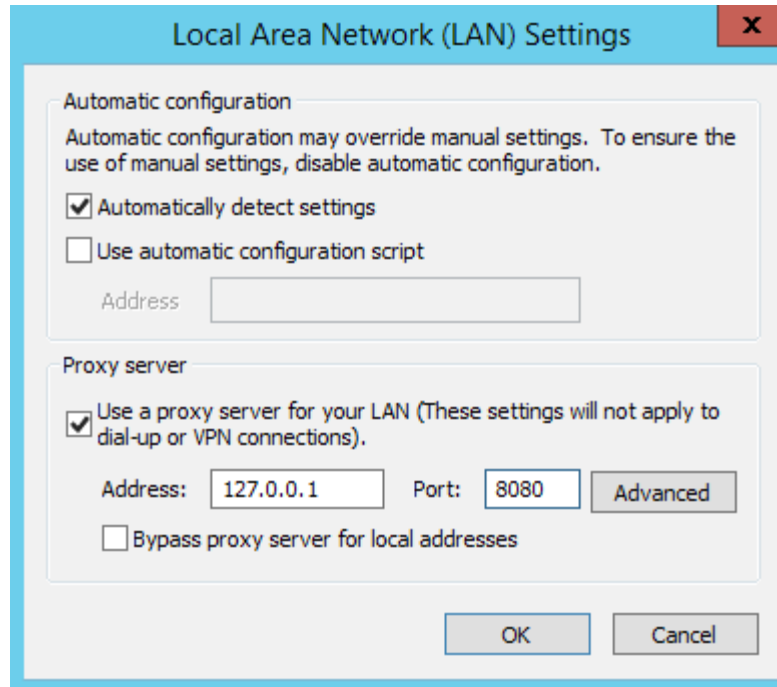 Local Area Network (LAN) Settings
x
Automatic configuration
Automatic configuration may override manual settings. To ensure the
use of manual settings, disable automatic configuration.
Automatically detect settings
Use automatic configuration script
Address
Proxy server
Use a proxy server for your LAN (These settings will not apply to
dial-up or VPN connections).
Address: 127.0.0.1 Port: 8080 Advanced
Bypass proxy server for local addresses
OK Cancel